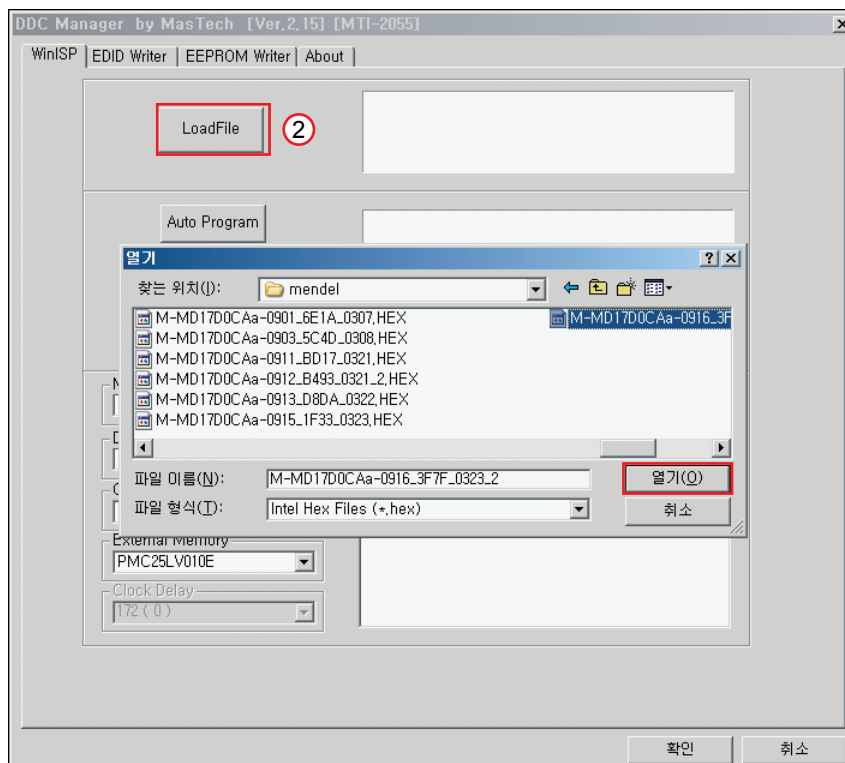 DDC Manager by MasTech [Ver,2,15] [MTI-2055]
WinISP EDID Writer EEPROM Writer About
LoadFile
②
Auto Program
열기
찾는 위치(I):
mendel
M-MD17D0CAa-0901_6E1A_0307,HEX
M-MD17D0CAa-0903_5C4D_0308,HEX
M-MD17D0CAa-0911_BD17_0321,HEX
M-MD17D0CAa-0912_B493_0321_2,HEX
M-MD17D0CAa-0913_D8DA_0322,HEX
M-MD17D0CAa-0915_1F33_0323,HEX
M-MD17D0CAa-0916_3F
파일 이름(N):
M-MD17D0CAa-0916_3F7F_0323_2
열기(O)
파일 형식(T):
Intel Hex Files (*,hex)
취소
External Memory
PMC25LV010E
Clock Delay
172 ( 0 )
확인
취소